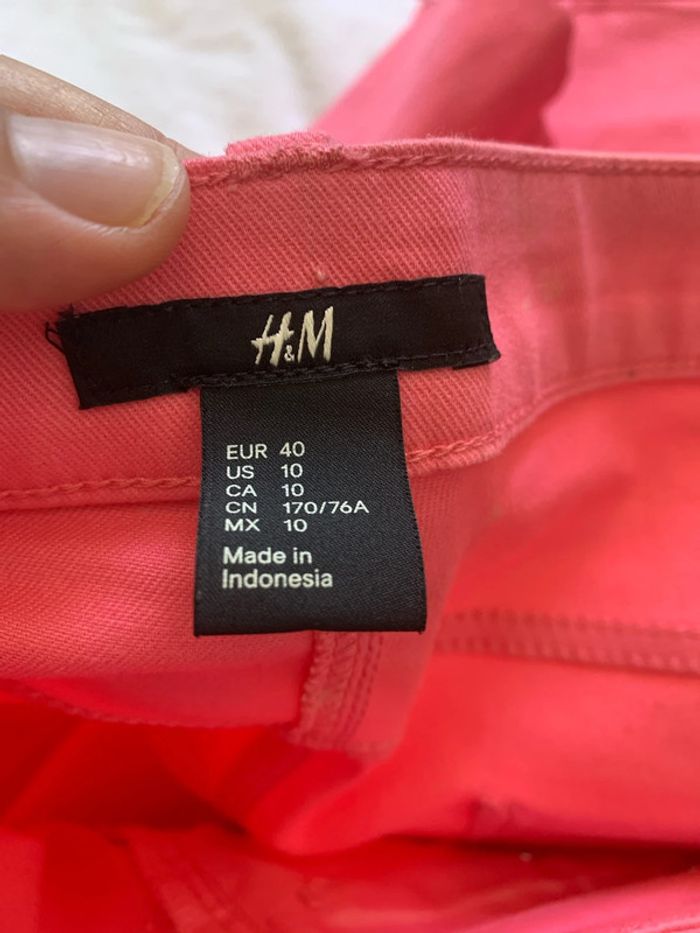 H&M
EUR 40
US 10
CA 10
CN 170/76A
MX 10
Made in
Indonesia